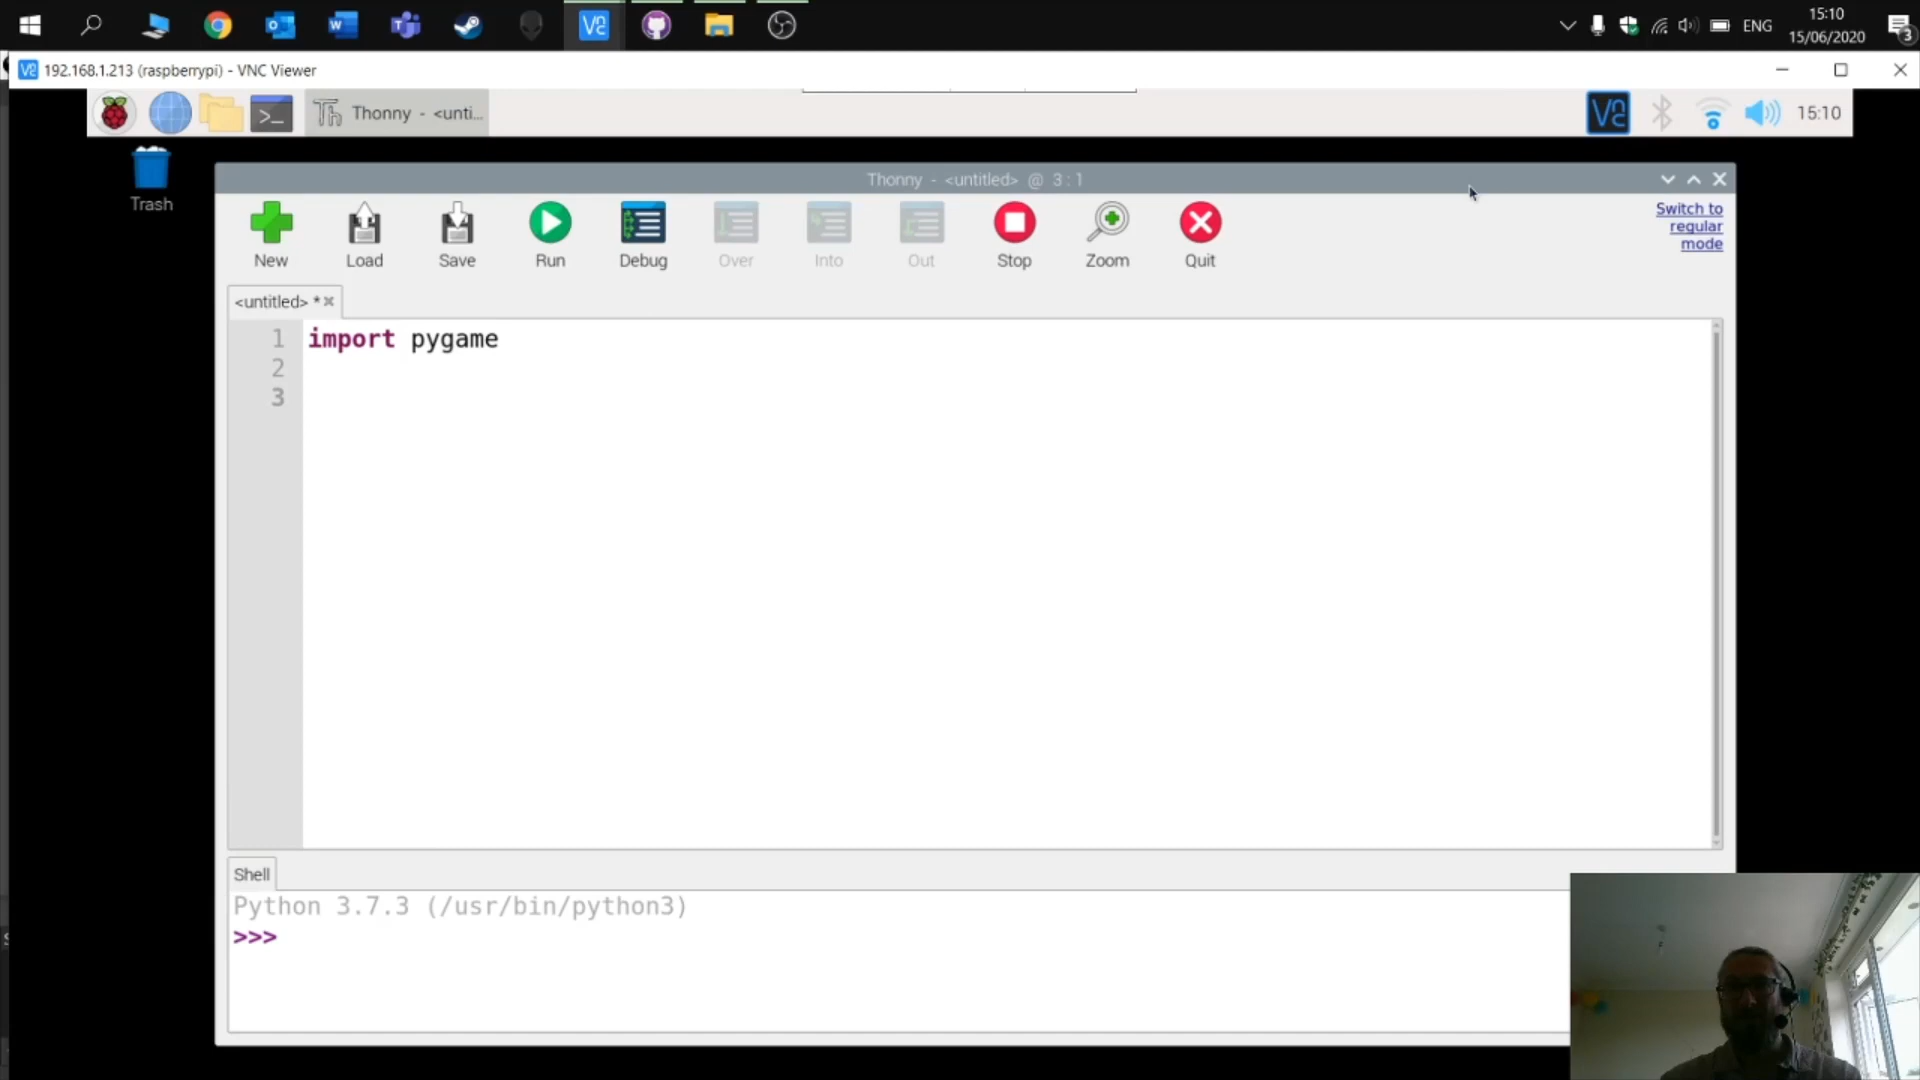 15:10
ENG
15/06/2020
3
192.168.1.213 (raspberrypi) - VNC Viewer
Thonny - <unti...
15:10
Trash
Thonny - <untitled> @ 3 : 1
Switch to
regular
mode
New
Load
Save
Run
Debug
Over
Into
Out
Stop
Zoom
Quit
<untitled> *
1 import pygame
2
3
Shell
Python 3.7.3 (/usr/bin/python3)
>>>